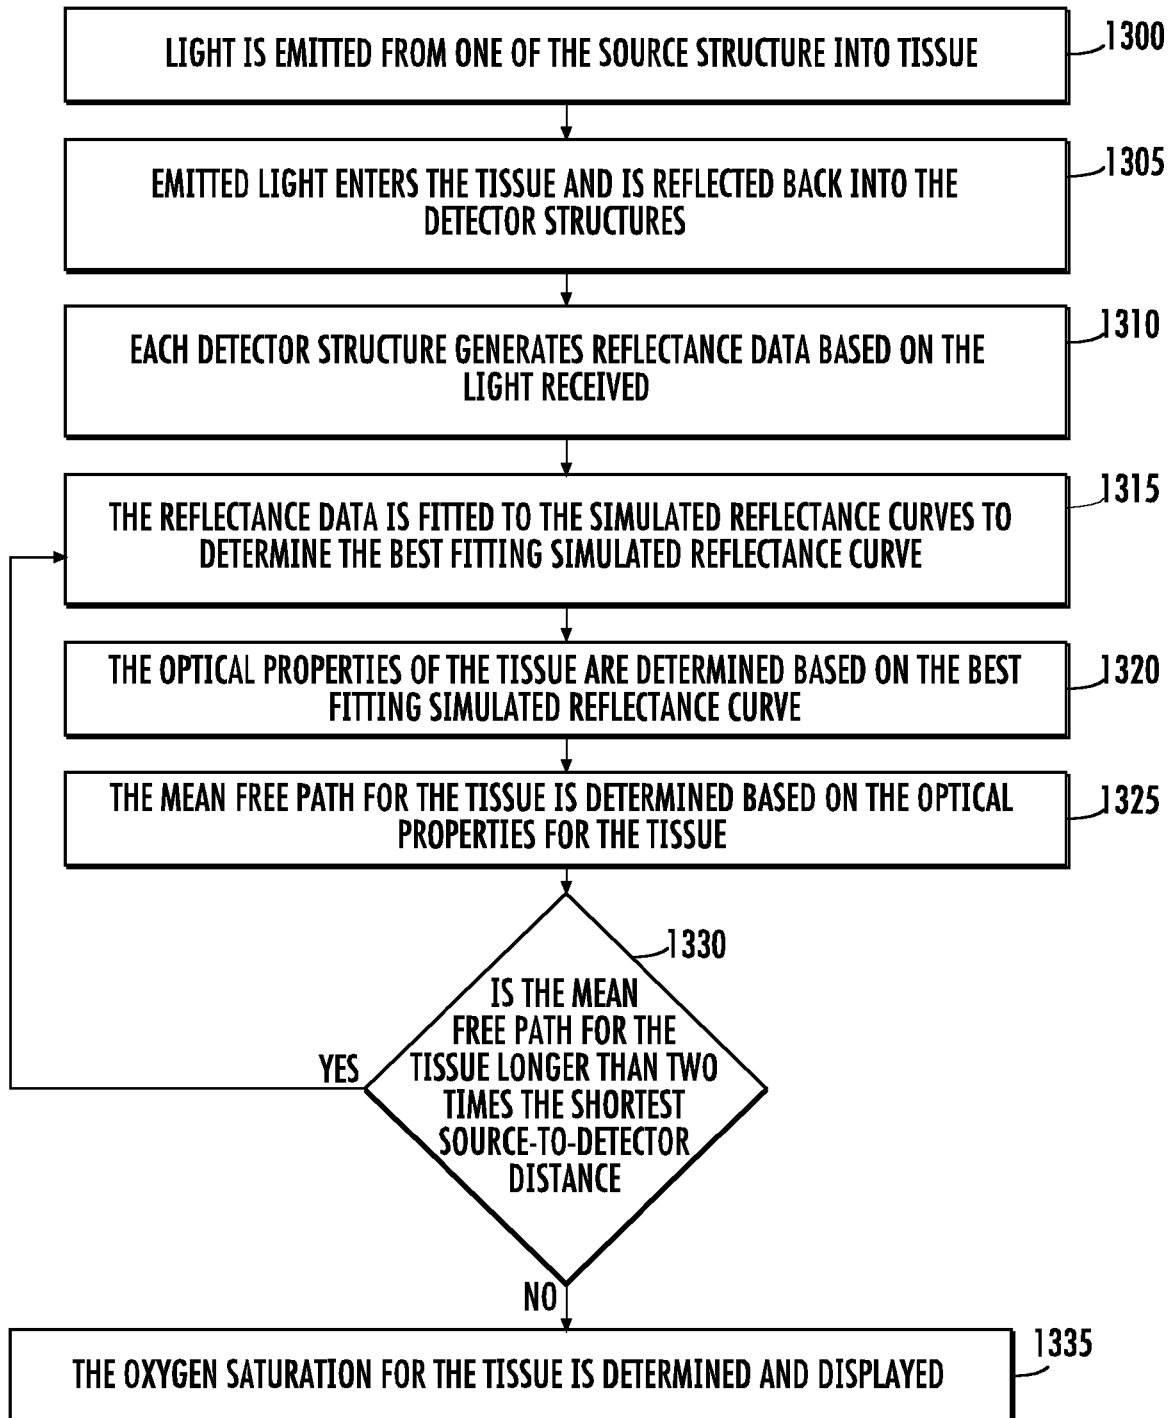 LIGHT IS EMITTED FROM ONE OF THE SOURCE STRUCTURE INTO TISSUE
1300
EMITTED LIGHT ENTERS THE TISSUE AND IS REFLECTED BACK INTO THE
DETECTOR STRUCTURES
1305
EACH DETECTOR STRUCTURE GENERATES REFLECTANCE DATA BASED ON THE
LIGHT RECEIVED
1310
THE REFLECTANCE DATA IS FITTED TO THE SIMULATED REFLECTANCE CURVES TO
DETERMINE THE BEST FITTING SIMULATED REFLECTANCE CURVE
1315
THE OPTICAL PROPERTIES OF THE TISSUE ARE DETERMINED BASED ON THE BEST
FITTING SIMULATED REFLECTANCE CURVE
1320
THE MEAN FREE PATH FOR THE TISSUE IS DETERMINED BASED ON THE OPTICAL
PROPERTIES FOR THE TISSUE
1325
1330
IS THE MEAN
FREE PATH FOR THE
TISSUE LONGER THAN TWO
TIMES THE SHORTEST
SOURCE-TO-DETECTOR
DISTANCE
YES
NO
THE OXYGEN SATURATION FOR THE TISSUE IS DETERMINED AND DISPLAYED
1335